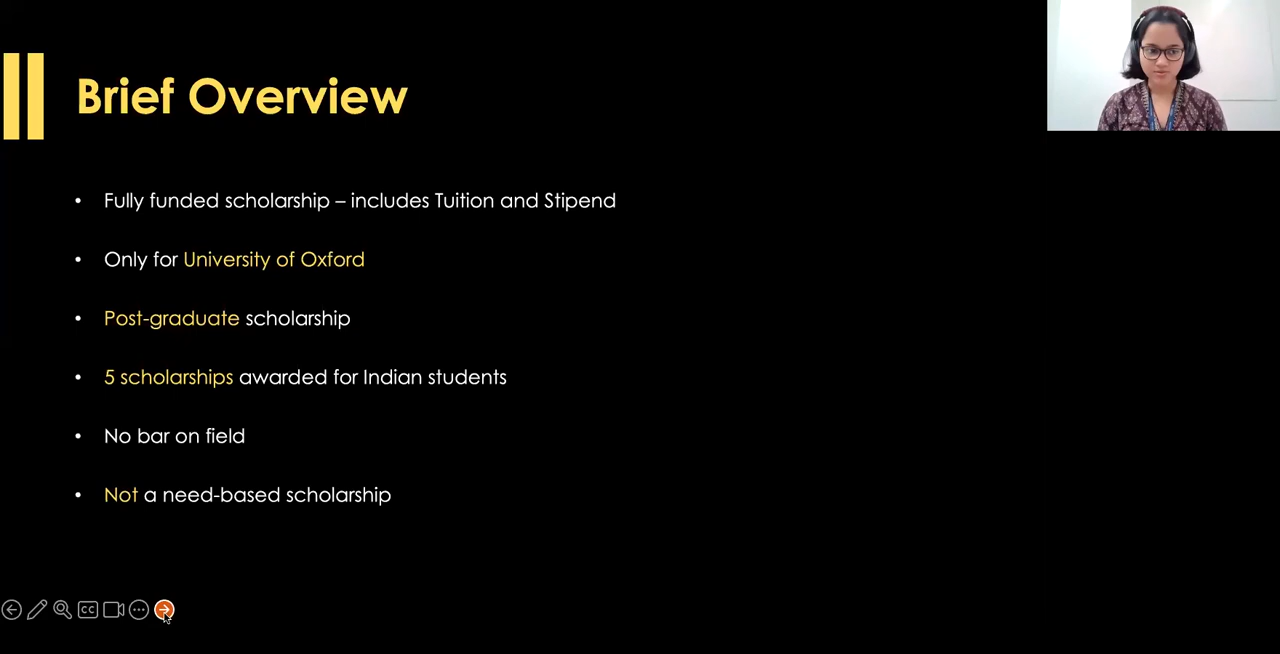 Brief Overview
• Fully funded scholarship – includes Tuition and Stipend
• Only for University of Oxford
• Post-graduate scholarship
• 5 scholarships awarded for Indian students
• No bar on field
• Not a need-based scholarship
CC